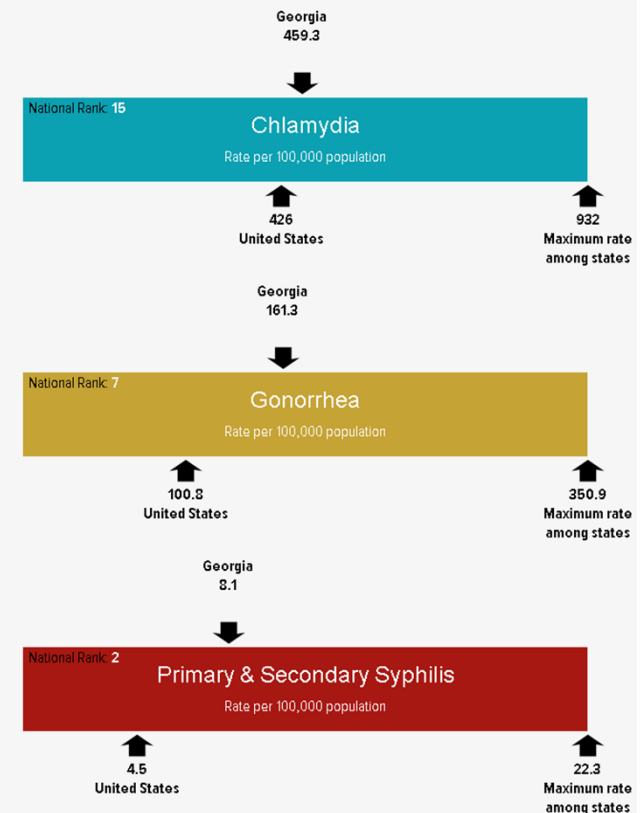 Georgia
459.3
National Rank: 15
Chlamydia
Rate per 100,000 population
426
United States
932
Maximum rate
among states
Georgia
161.3
National Rank: 7
Gonorrhea
Rate per 100,000 population
100.8
United States
350.9
Maximum rate
among states
Georgia
8.1
National Rank: 2
Primary & Secondary Syphilis
Rate per 100,000 population
4.5
United States
22.3
Maximum rate
among states